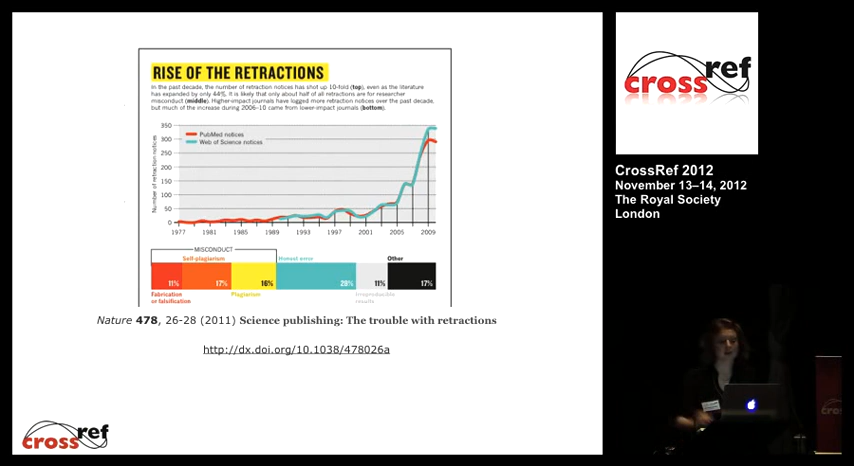 RISE OF THE RETRACTIONS
In the past decade, the number of retraction notices has shot up 10-fold (top), even as the literature
has expanded by only 44%. It is likely that only about half of all retractions are for researcher
misconduct (middle). Higher-impact journals have logged more retraction notices over the past decade,
but much of the increase during 2006–10 came from lower-impact journals (bottom).
Number of retraction notices
350
300
250
200
150
100
50
0
PubMed notices
Web of Science notices
1977 1981 1985 1989 1993 1997 2001 2005 2009
MISCONDUCT
Self-plagiarism Honest error Other
11% 17% 16% 28% 11% 17%
Fabrication Plagiarism Irreproducible
or falsification results
Nature 478, 26-28 (2011) Science publishing: The trouble with retractions
http://dx.doi.org/10.1038/478026a
crossref
crossref
CrossRef 2012
November 13–14, 2012
The Royal Society
London